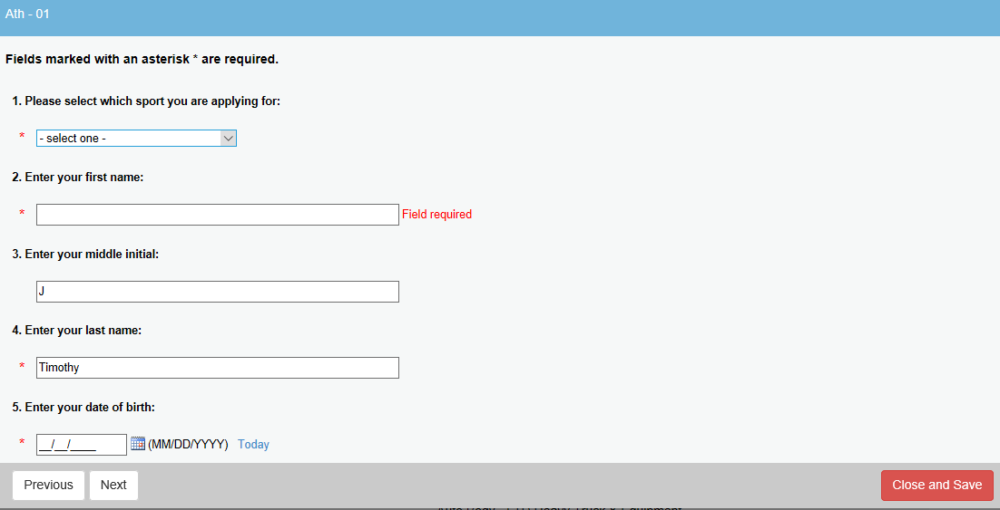 Ath - 01
Fields marked with an asterisk * are required.
1. Please select which sport you are applying for:
* - select one -
2. Enter your first name:
* Field required
3. Enter your middle initial:
J
4. Enter your last name:
* Timothy
5. Enter your date of birth:
* __/__/____ (MM/DD/YYYY) Today
Previous Next Close and Save